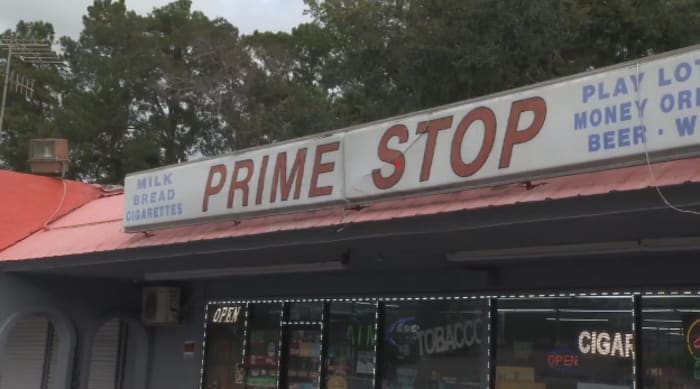 MILK
BREAD
CIGARETTES
PRIME STOP
PLAY LOT
MONEY OR
BEER · W
OPEN
TOBACCO
OPEN
CIGAR